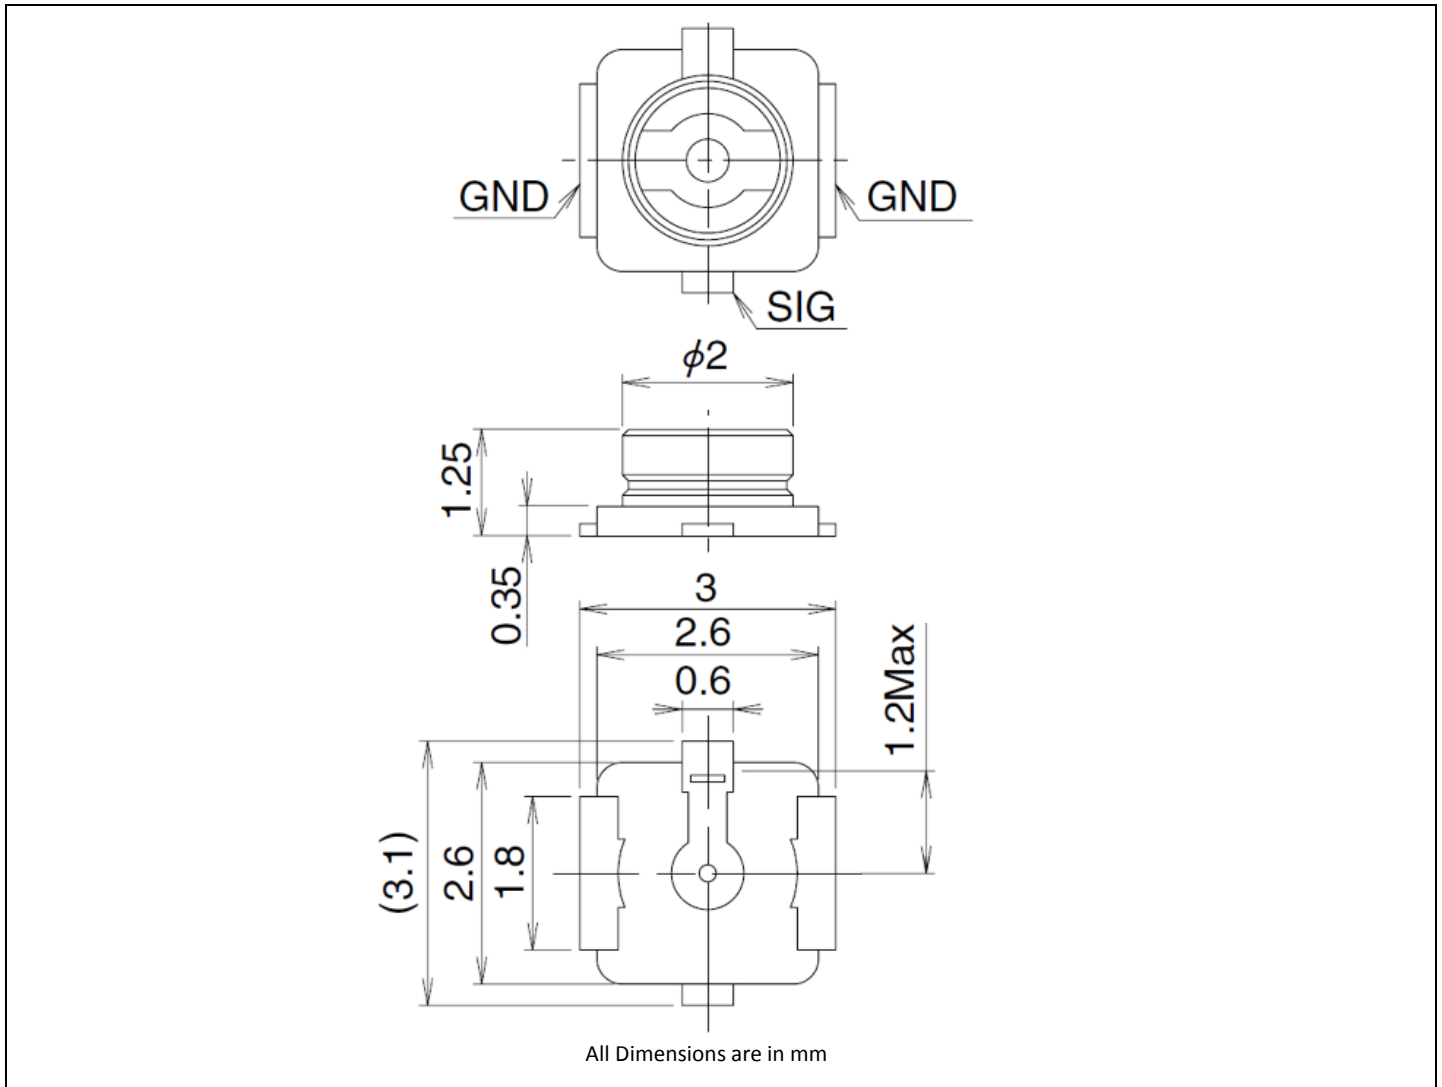 GND
GND
SIG
ϕ2
1.25
0.35
3
2.6
0.6
1.2Max
(3.1)
2.6
1.8
All Dimensions are in mm